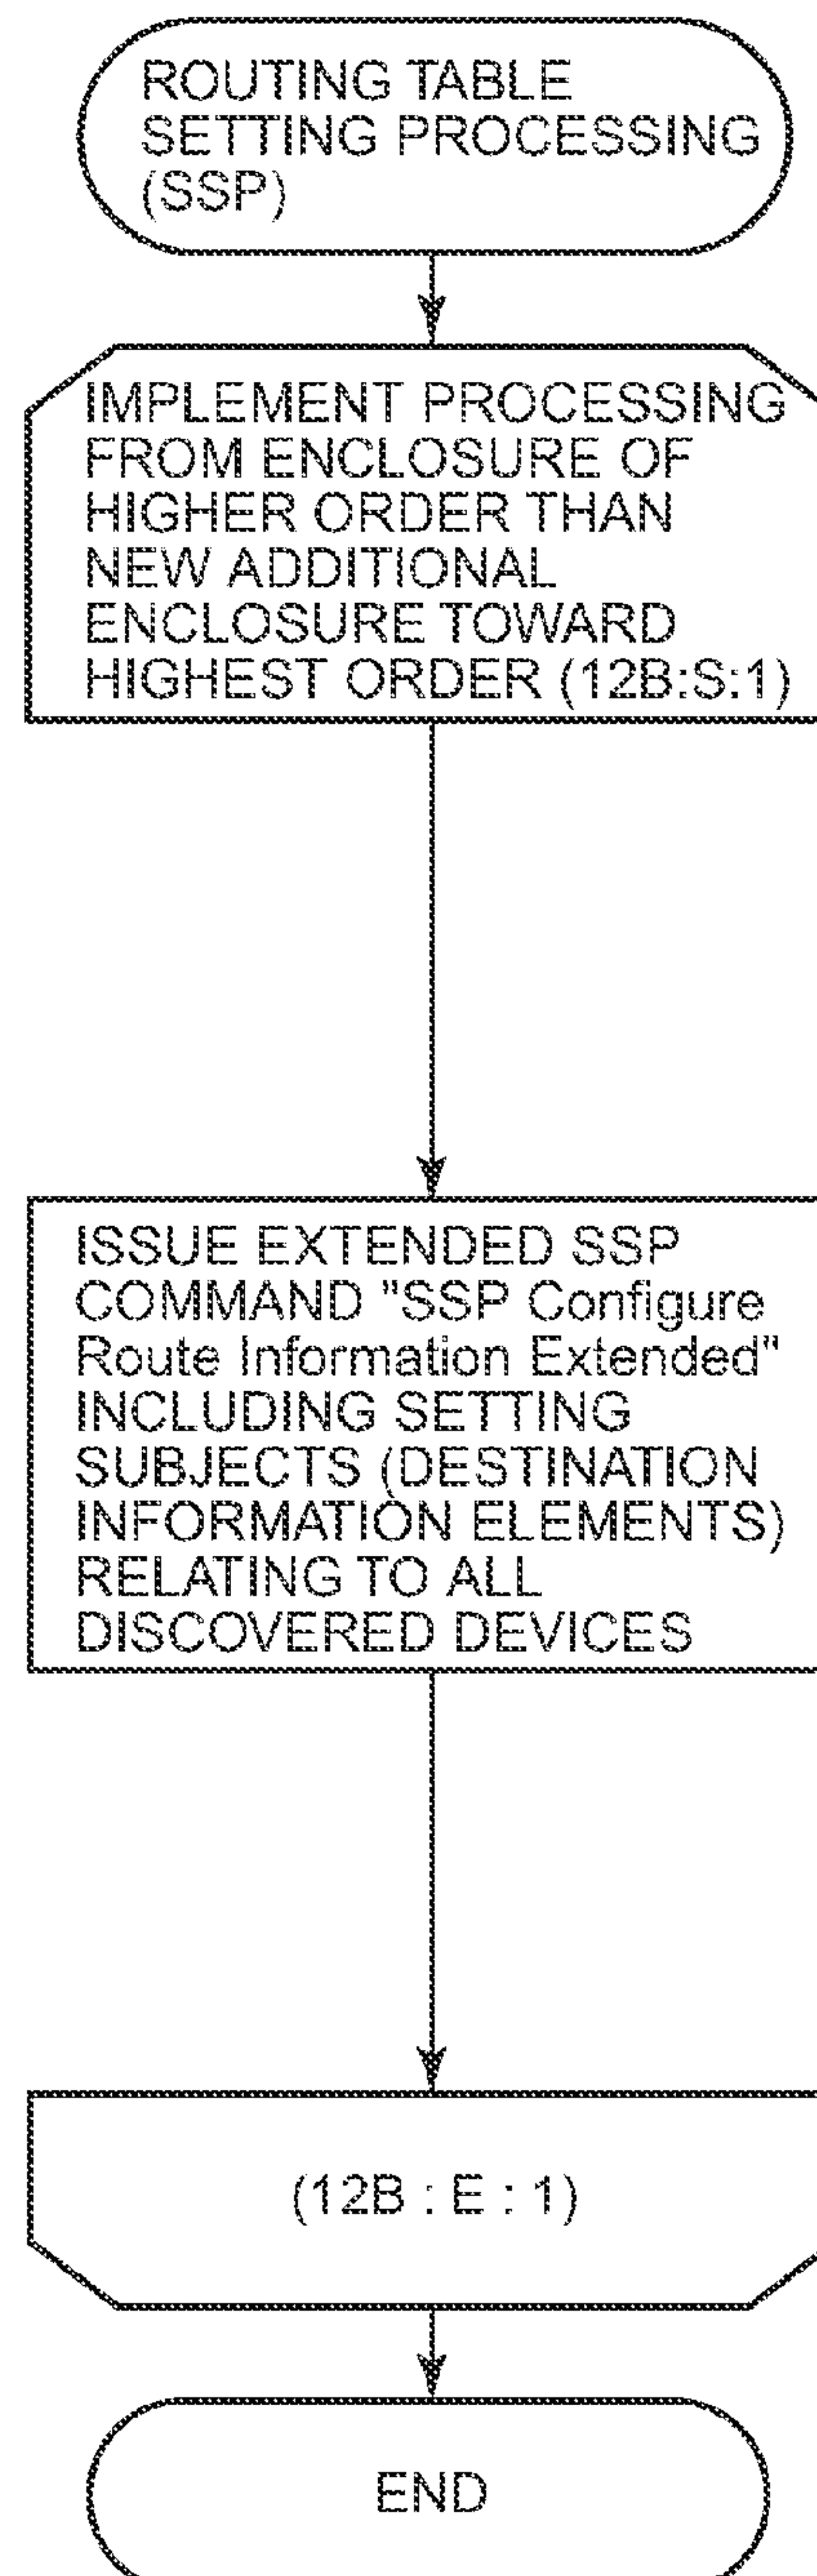 ROUTING TABLE
SETTING PROCESSING
(SSP)
IMPLEMENT PROCESSING
FROM ENCLOSURE OF
HIGHER ORDER THAN
NEW ADDITIONAL
ENCLOSURE TOWARD
HIGHEST ORDER (12B:S:1)
ISSUE EXTENDED SSP
COMMAND "SSP Configure
Route Information Extended"
INCLUDING SETTING
SUBJECTS (DESTINATION
INFORMATION ELEMENTS)
RELATING TO ALL
DISCOVERED DEVICES
(12B : E : 1)
END